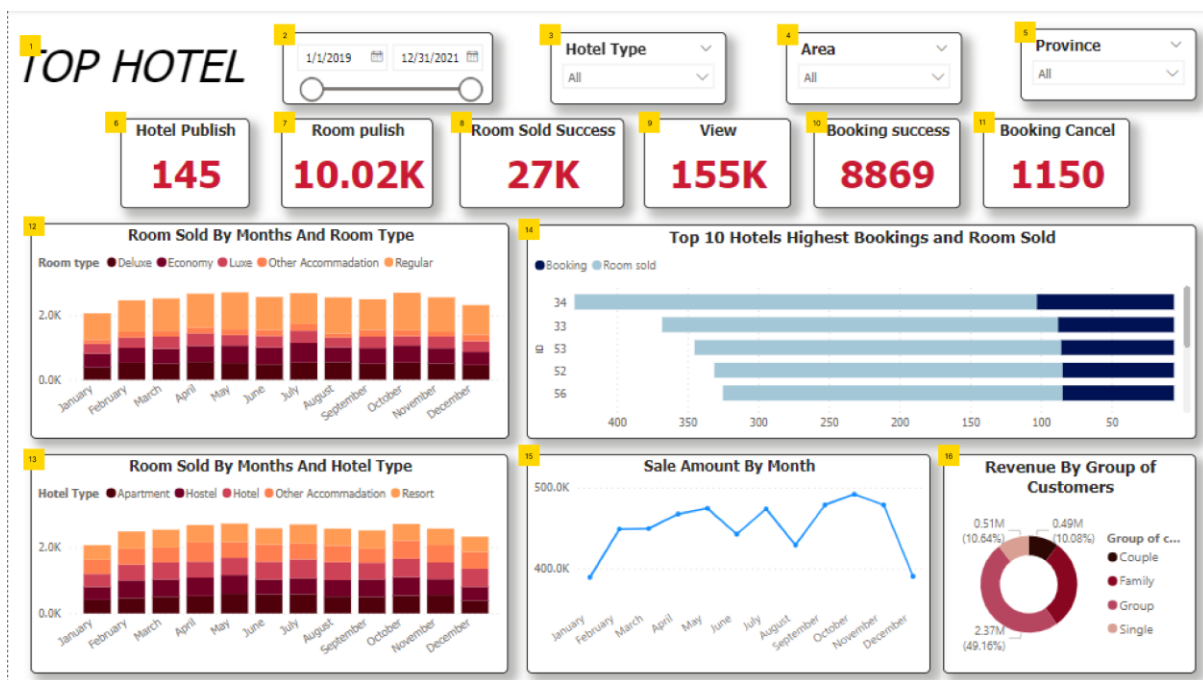 1
TOP HOTEL
2
1/1/2019
12/31/2021
3
Hotel Type
All
4
Area
All
5
Province
All
6
Hotel Publish
145
7
Room pulish
10.02K
8
Room Sold Success
27K
9
View
155K
10
Booking success
8869
11
Booking Cancel
1150
12
Room Sold By Months And Room Type
Room type Deluxe Economy Luxe Other Accommadation Regular
2.0K
0.0K
January February March April May June July August September October November December
14
Top 10 Hotels Highest Bookings and Room Sold
Booking Room sold
ID
34
33
53
52
56
400 350 300 250 200 150 100 50
13
Room Sold By Months And Hotel Type
Hotel Type Apartment Hostel Hotel Other Accommadation Resort
2.0K
0.0K
January February March April May June July August September October November December
15
Sale Amount By Month
500.0K
400.0K
January February March April May June July August September October November December
16
Revenue By Group of
Customers
0.51M
(10.64%)
0.49M
(10.08%)
2.37M
(49.16%)
Group of c...
Couple
Family
Group
Single